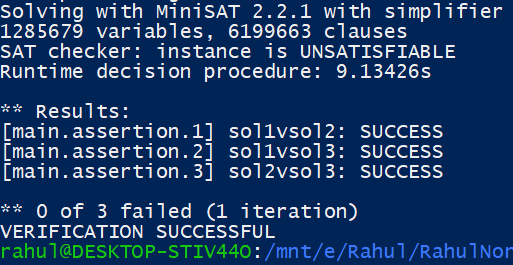 Solving with MiniSAT 2.2.1 with simplifier
1285679 variables, 6199663 clauses
SAT checker: instance is UNSATISFIABLE
Runtime decision procedure: 9.13426s
** Results:
[main.assertion.1] sol1vsol2: SUCCESS
[main.assertion.2] sol1vsol3: SUCCESS
[main.assertion.3] sol2vsol3: SUCCESS
** 0 of 3 failed (1 iteration)
VERIFICATION SUCCESSFUL
rahul@DESKTOP-STIV44O:/mnt/e/Rahul/RahulNor